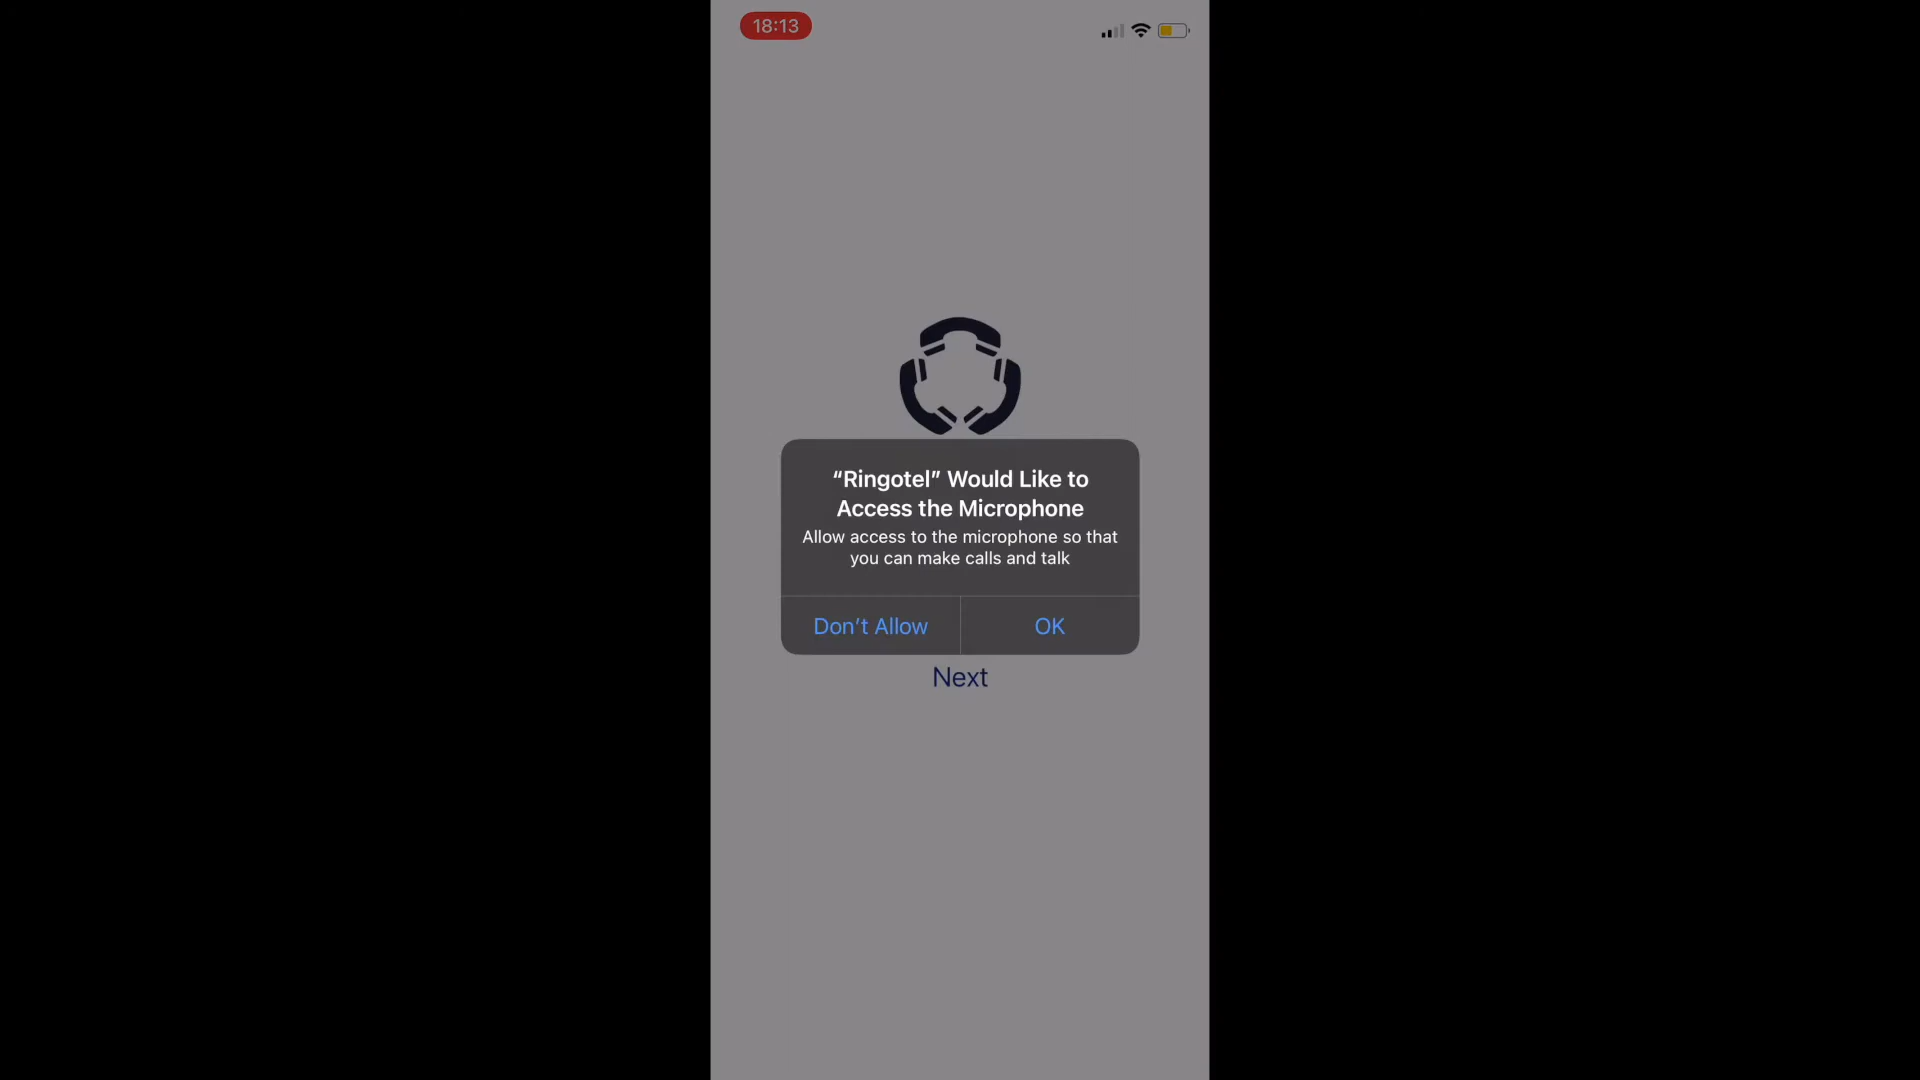 18:13
“Ringotel” Would Like to
Access the Microphone
Allow access to the microphone so that
you can make calls and talk
Don’t Allow
OK
Next